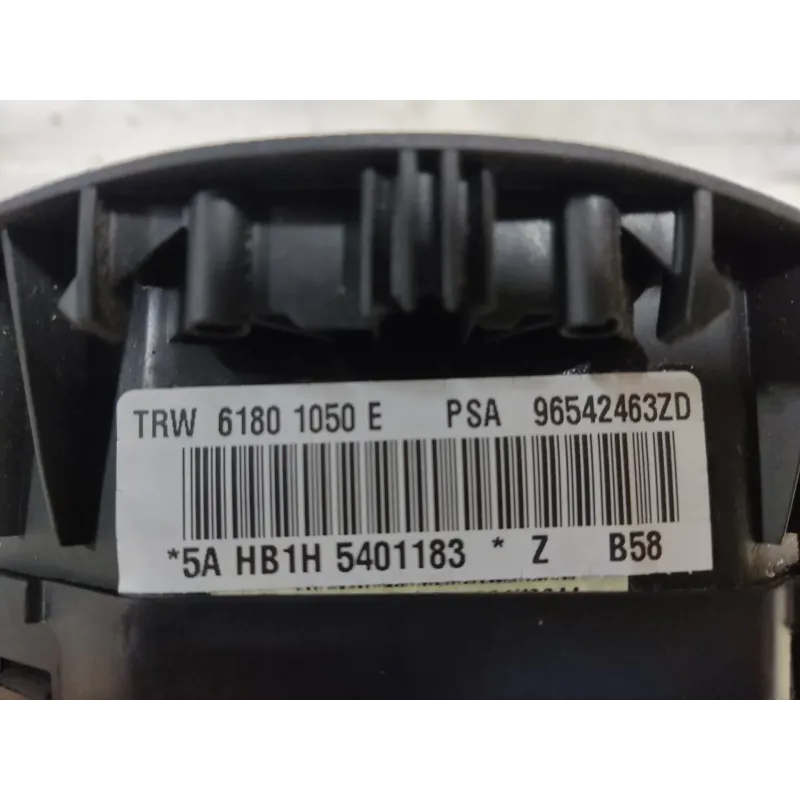 TRW 6180 1050 E PSA 96542463ZD
*5A HB1H 5401183 * Z B58